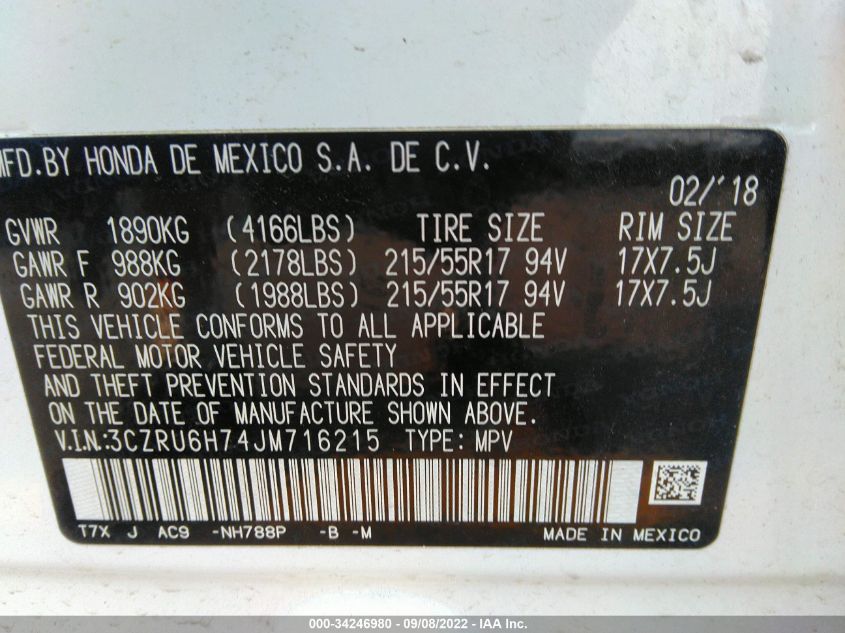 MFD.BY HONDA DE MEXICO S.A. DE C.V.
02/'18
GVWR 1890KG (4166LBS) TIRE SIZE RIM SIZE
GAWR F 988KG (2178LBS) 215/55R17 94V 17X7.5J
GAWR R 902KG (1988LBS) 215/55R17 94V 17X7.5J
THIS VEHICLE CONFORMS TO ALL APPLICABLE
FEDERAL MOTOR VEHICLE SAFETY
AND THEFT PREVENTION STANDARDS IN EFFECT
ON THE DATE OF MANUFACTURE SHOWN ABOVE.
V.I.N.:3CZRU6H74JM716215 TYPE: MPV
T7X J AC9 -NH788P -B -M MADE IN MEXICO
000-34246980 - 09/08/2022 - IAA Inc.